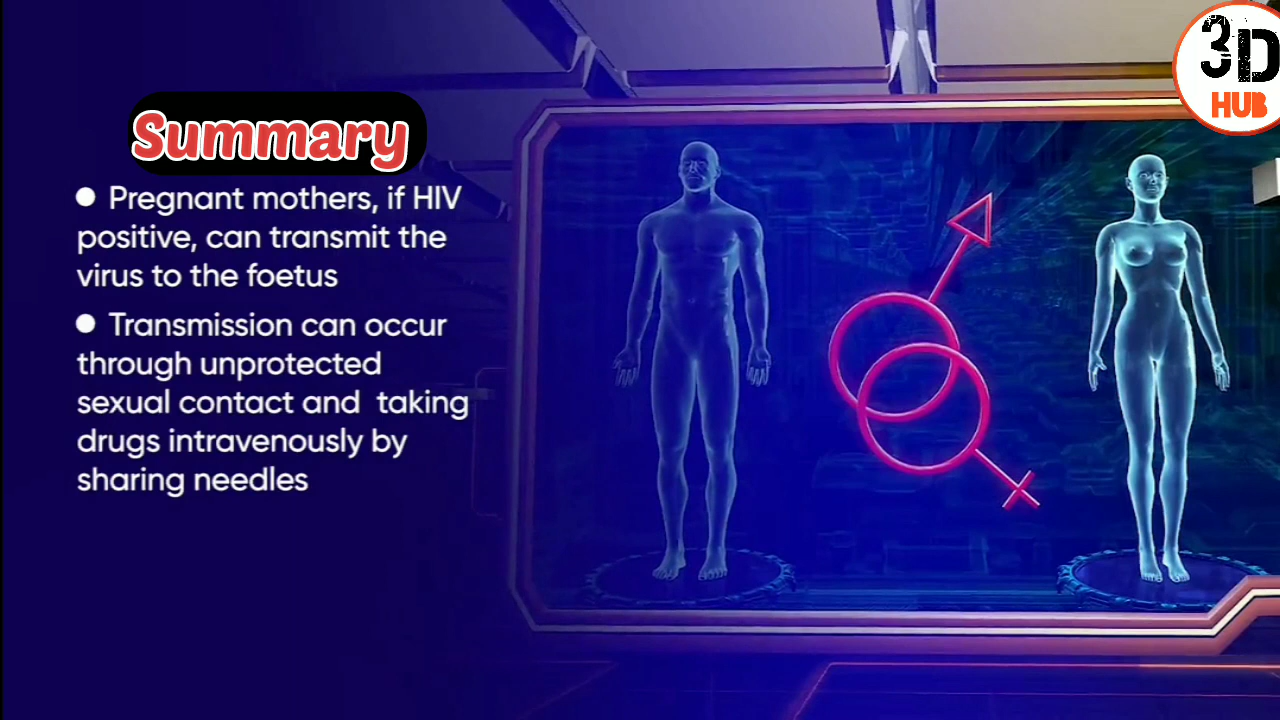 3D
HUB
Summary
● Pregnant mothers, if HIV
positive, can transmit the
virus to the foetus
● Transmission can occur
through unprotected
sexual contact and taking
drugs intravenously by
sharing needles